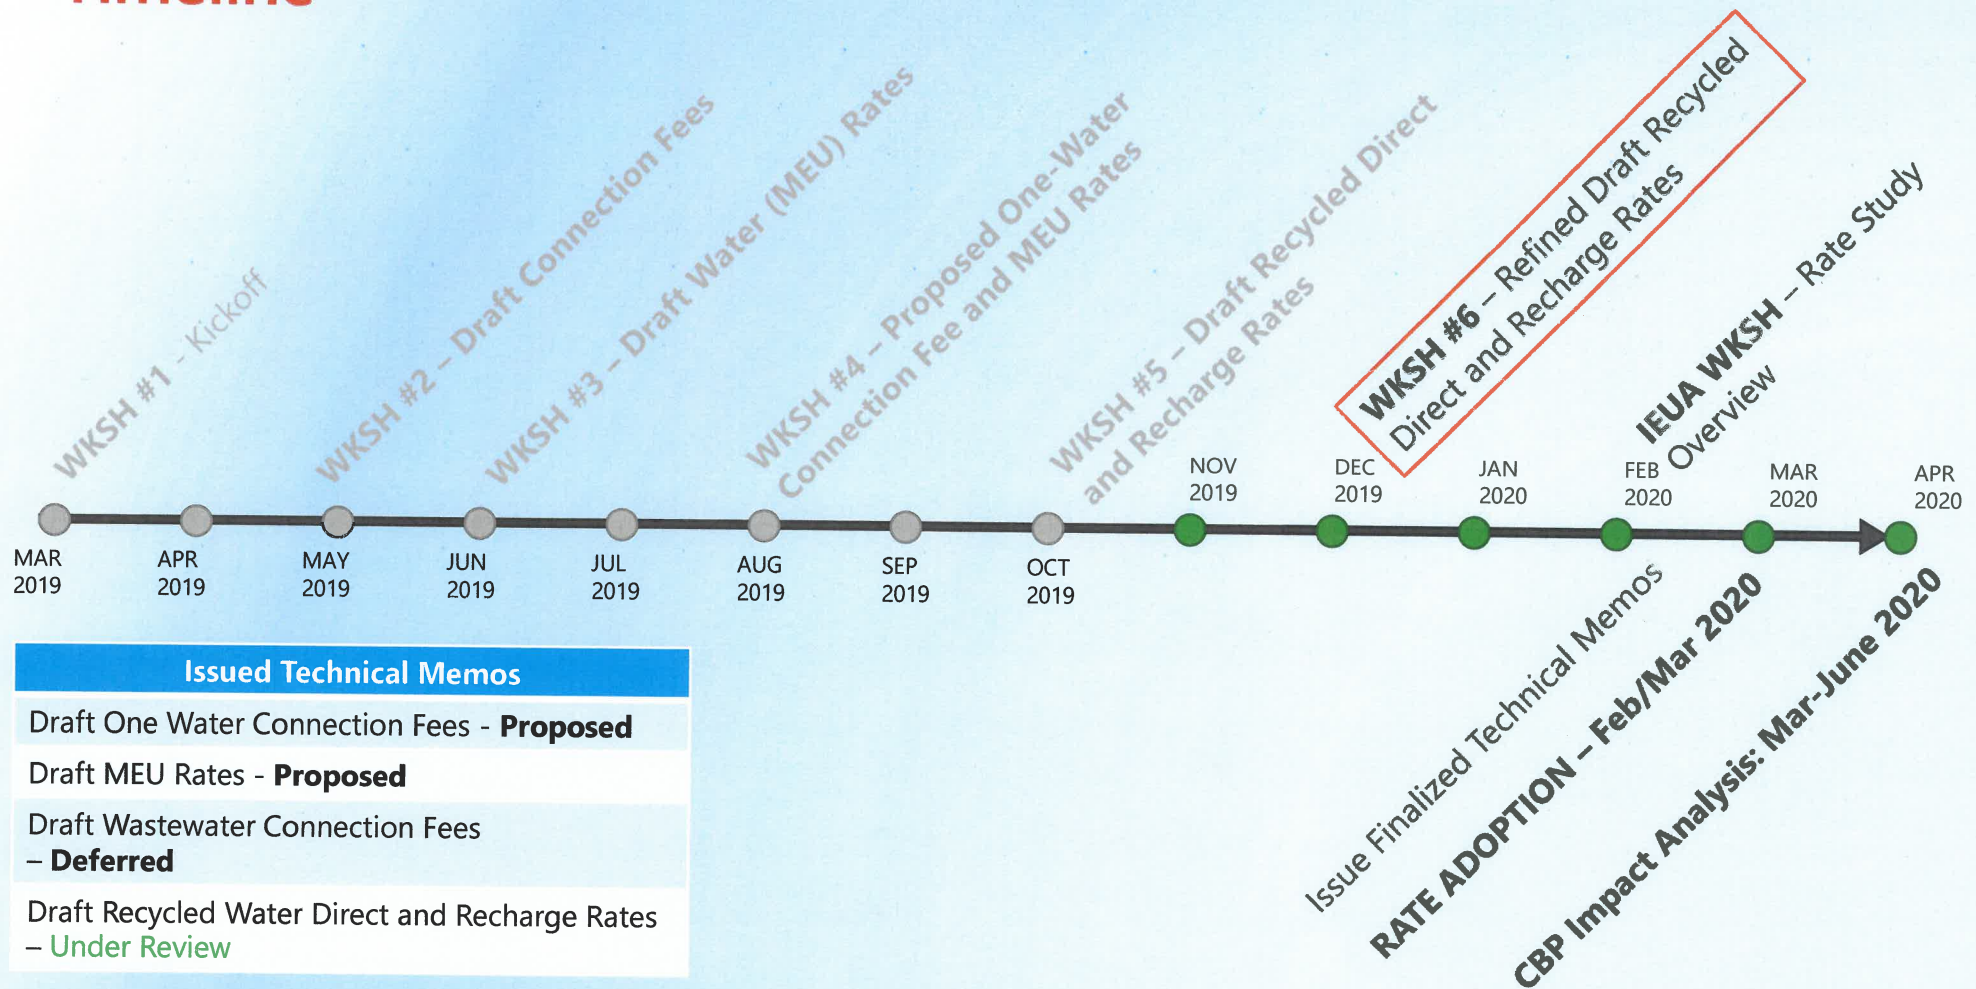 Timeline
WKSH #1 - Kickoff
WKSH #2 – Draft Connection Fees
WKSH #3 – Draft Water (MEU) Rates
WKSH #4 – Proposed One-Water
Connection Fee and MEU Rates
WKSH #5 – Draft Recycled Direct
and Recharge Rates
WKSH #6 – Refined Draft Recycled
Direct and Recharge Rates
IEUA WKSH – Rate Study
Overview
NOV
2019
DEC
2019
JAN
2020
FEB
2020
MAR
2020
APR
2020
MAR
2019
APR
2019
MAY
2019
JUN
2019
JUL
2019
AUG
2019
SEP
2019
OCT
2019
Issue Finalized Technical Memos
RATE ADOPTION – Feb/Mar 2020
CBP Impact Analysis: Mar-June 2020
Issued Technical Memos
Draft One Water Connection Fees - Proposed
Draft MEU Rates - Proposed
Draft Wastewater Connection Fees
– Deferred
Draft Recycled Water Direct and Recharge Rates
– Under Review